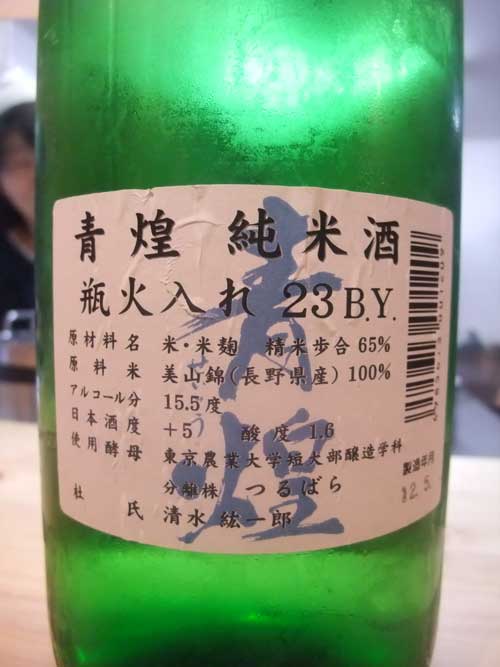 青煌 純米酒
瓶火入れ 23B.Y.
原材料名 米・米麹 精米歩合 65%
原料米 美山錦(長野県産)100%
アルコール分 15.5度
日本酒度 +5 酸度 1.6
使用酵母 東京農業大学短大部醸造学科
分離株 つるばら
杜氏 清水 紘一郎
青煌
製造年月
12.5